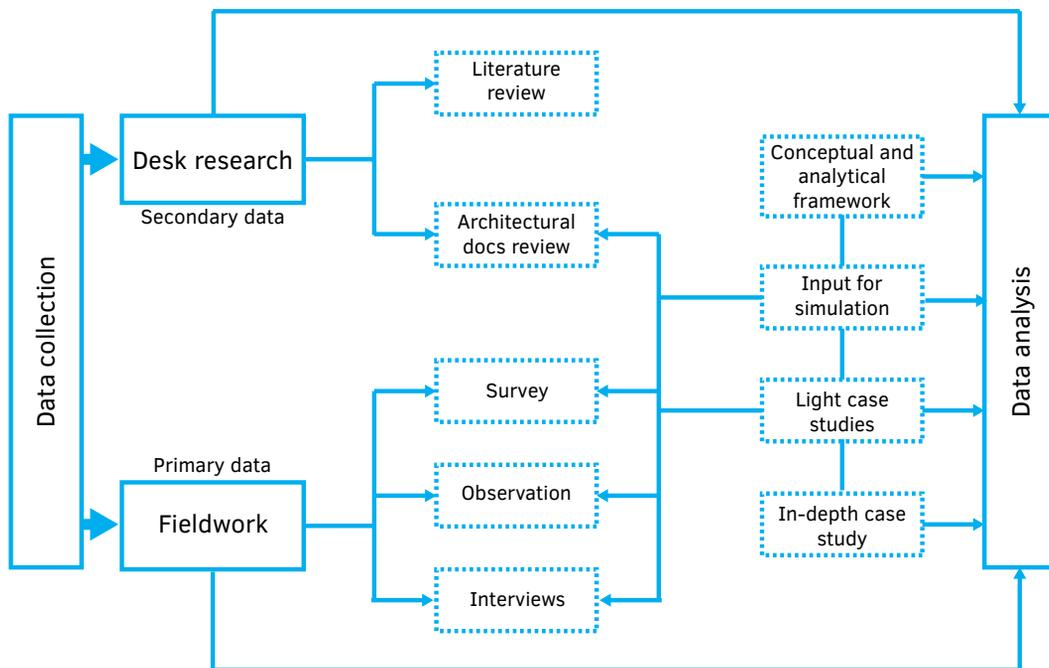 Data collection
Desk research
Secondary data
Primary data
Fieldwork
Literature
review
Architectural
docs review
Survey
Observation
Interviews
Conceptual and
analytical
framework
Input for
simulation
Light case
studies
In-depth case
study
Data analysis